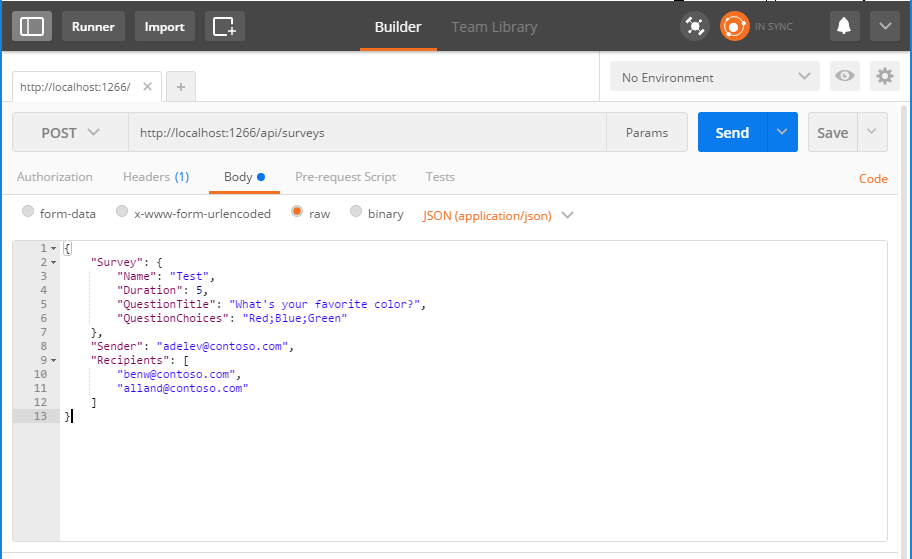 Runner Import Builder Team Library IN SYNC
http://localhost:1266/ No Environment
POST http://localhost:1266/api/surveys Params Send Save
Authorization Headers (1) Body Pre-request Script Tests Code
form-data x-www-form-urlencoded raw binary JSON (application/json)
1 {
2 "Survey": {
3 "Name": "Test",
4 "Duration": 5,
5 "QuestionTitle": "What's your favorite color?",
6 "QuestionChoices": "Red;Blue;Green"
7 },
8 "Sender": "adelev@contoso.com",
9 "Recipients": [
10 "benw@contoso.com",
11 "alland@contoso.com"
12 ]
13 }